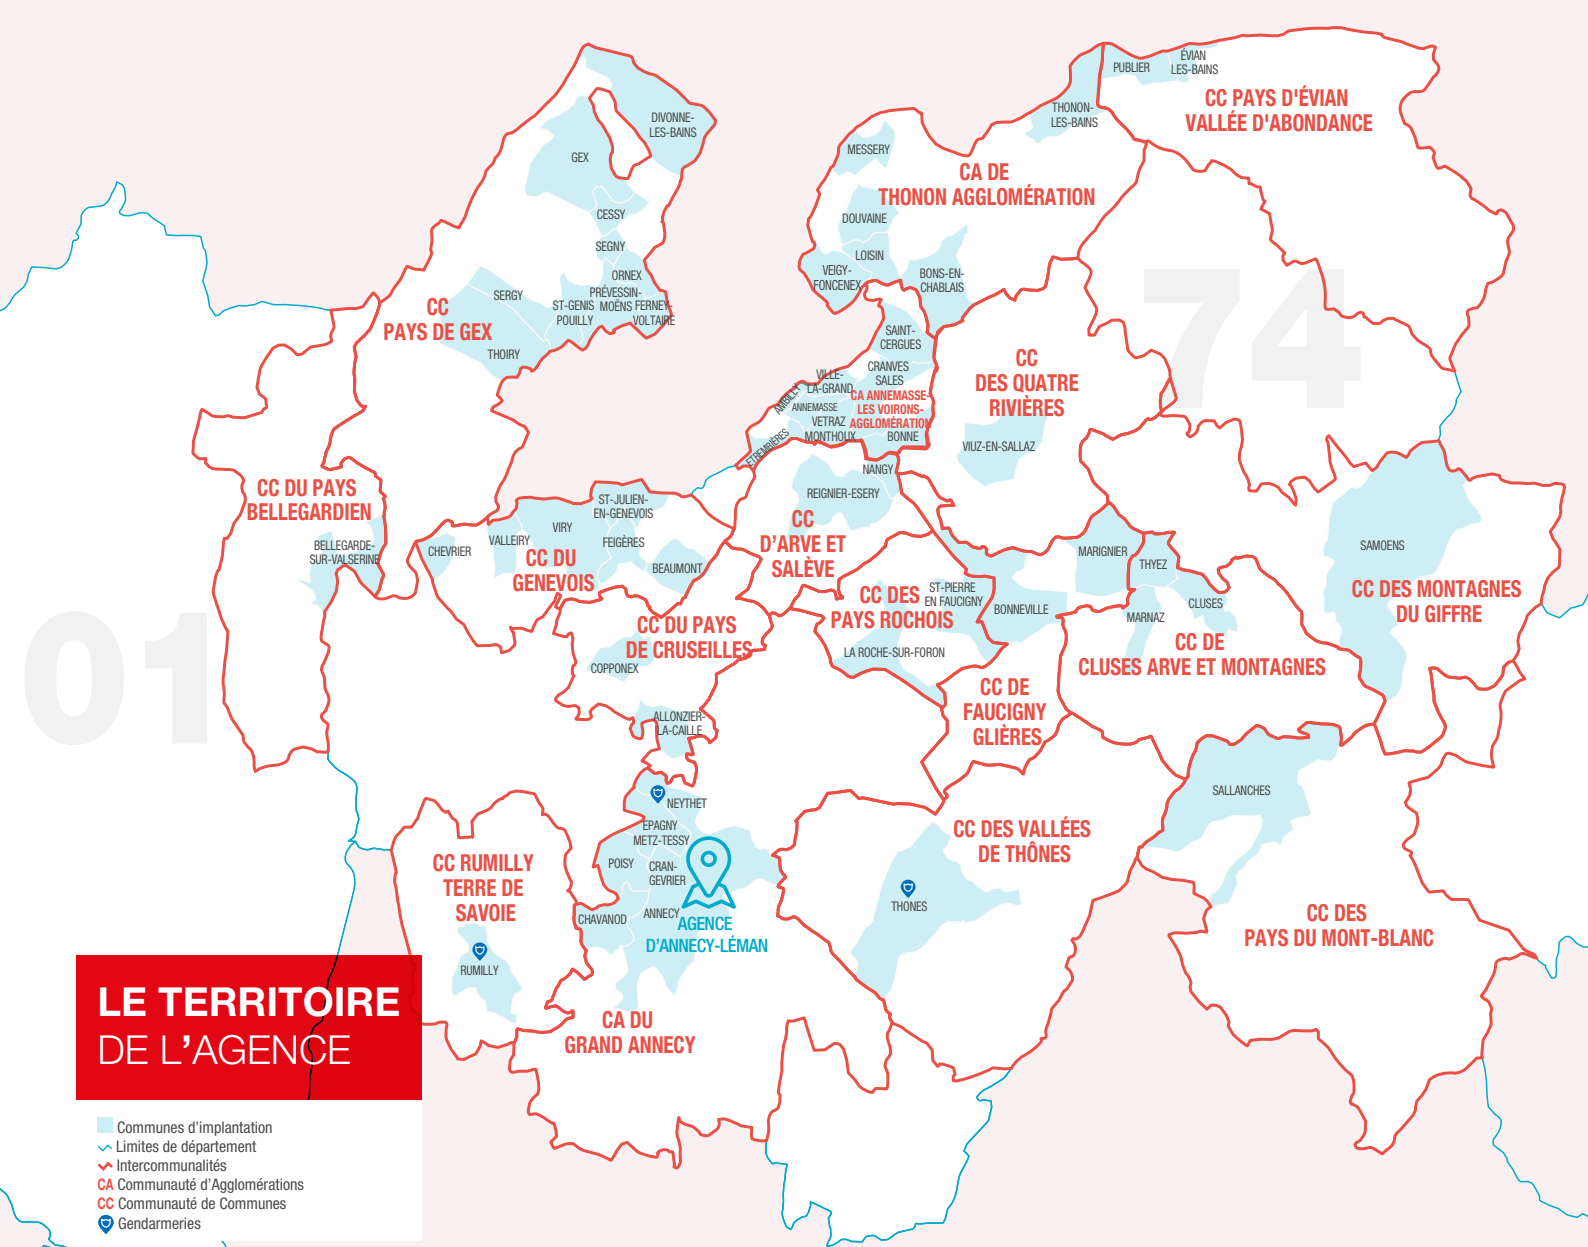 ÉVIAN
LES-BAINS
PUBLIER
CC PAYS D'ÉVIAN
VALLÉE D'ABONDANCE
THONON-
LES-BAINS
DIVONNE-
LES-BAINS
GEX
MESSERY
CA DE
THONON AGGLOMÉRATION
CESSY
DOUVAINE
SEGNY
LOISIN
ORNEX
VEIGY-
FONCENEX
BONS-EN-
CHABLAIS
74
SERGY
PRÉVESSIN-
MOËNS
ST-GENIS
POUILLY
FERNEY-
VOLTAIRE
CC
PAYS DE GEX
THOIRY
SAINT-
CERGUES
CRANVES
SALES
VILLE-
LA-GRAND
AMBILLY
CA ANNEMASSE-
LES VOIRONS-
AGGLOMÉRATION
ANNEMASSE
VETRAZ
MONTHOUX
BONNE
ETREMBIÈRES
CC
DES QUATRE
RIVIÈRES
VIUZ-EN-SALLAZ
NANGY
REIGNIER-ESERY
CC DU PAYS
BELLEGARDIEN
ST-JULIEN-
EN-GENEVOIS
VIRY
VALLEIRY
FEIGÈRES
CHEVRIER
BELLEGARDE-
SUR-VALSERINE
CC DU
GENEVOIS
BEAUMONT
CC
D'ARVE ET
SALÈVE
MARIGNIER
THYEZ
SAMOENS
CC DES MONTAGNES
DU GIFFRE
ST-PIERRE
EN FAUCIGNY
CC DES
PAYS ROCHOIS
BONNEVILLE
CLUSES
MARNAZ
CC DE
CLUSES ARVE ET MONTAGNES
01
CC DU PAYS
DE CRUSEILLES
COPPONEX
LA ROCHE-SUR-FORON
CC DE
FAUCIGNY
GLIÈRES
ALLONZIER-
LA-CAILLE
SALLANCHES
NEYTHET
EPAGNY
METZ-TESSY
CC DES VALLÉES
DE THÔNES
POISY
CRAN-
GEVRIER
CC RUMILLY
TERRE DE
SAVOIE
THONES
CHAVANOD
ANNECY
AGENCE
D'ANNECY-LÉMAN
CC DES
PAYS DU MONT-BLANC
RUMILLY
CA DU
GRAND ANNECY
LE TERRITOIRE
DE L'AGENCE
Communes d'implantation
Limites de département
Intercommunalités
CA Communauté d'Agglomérations
CC Communauté de Communes
Gendarmeries